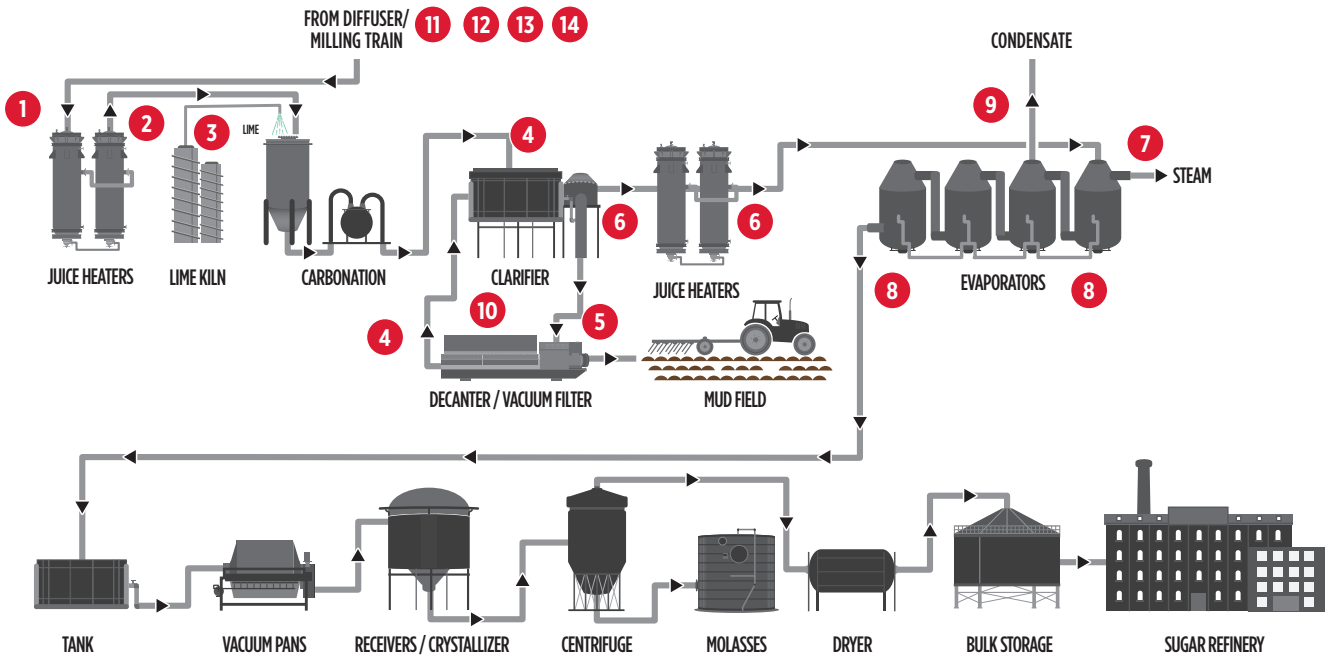 FROM DIFFUSER/
MILLING TRAIN
11
12
13
14
CONDENSATE
1
2
3
LIME
4
9
7
STEAM
6
6
JUICE HEATERS
LIME KILN
CARBONATION
CLARIFIER
JUICE HEATERS
EVAPORATORS
8
8
10
4
5
DECANTER / VACUUM FILTER
MUD FIELD
TANK
VACUUM PANS
RECEIVERS / CRYSTALLIZER
CENTRIFUGE
MOLASSES
DRYER
BULK STORAGE
SUGAR REFINERY